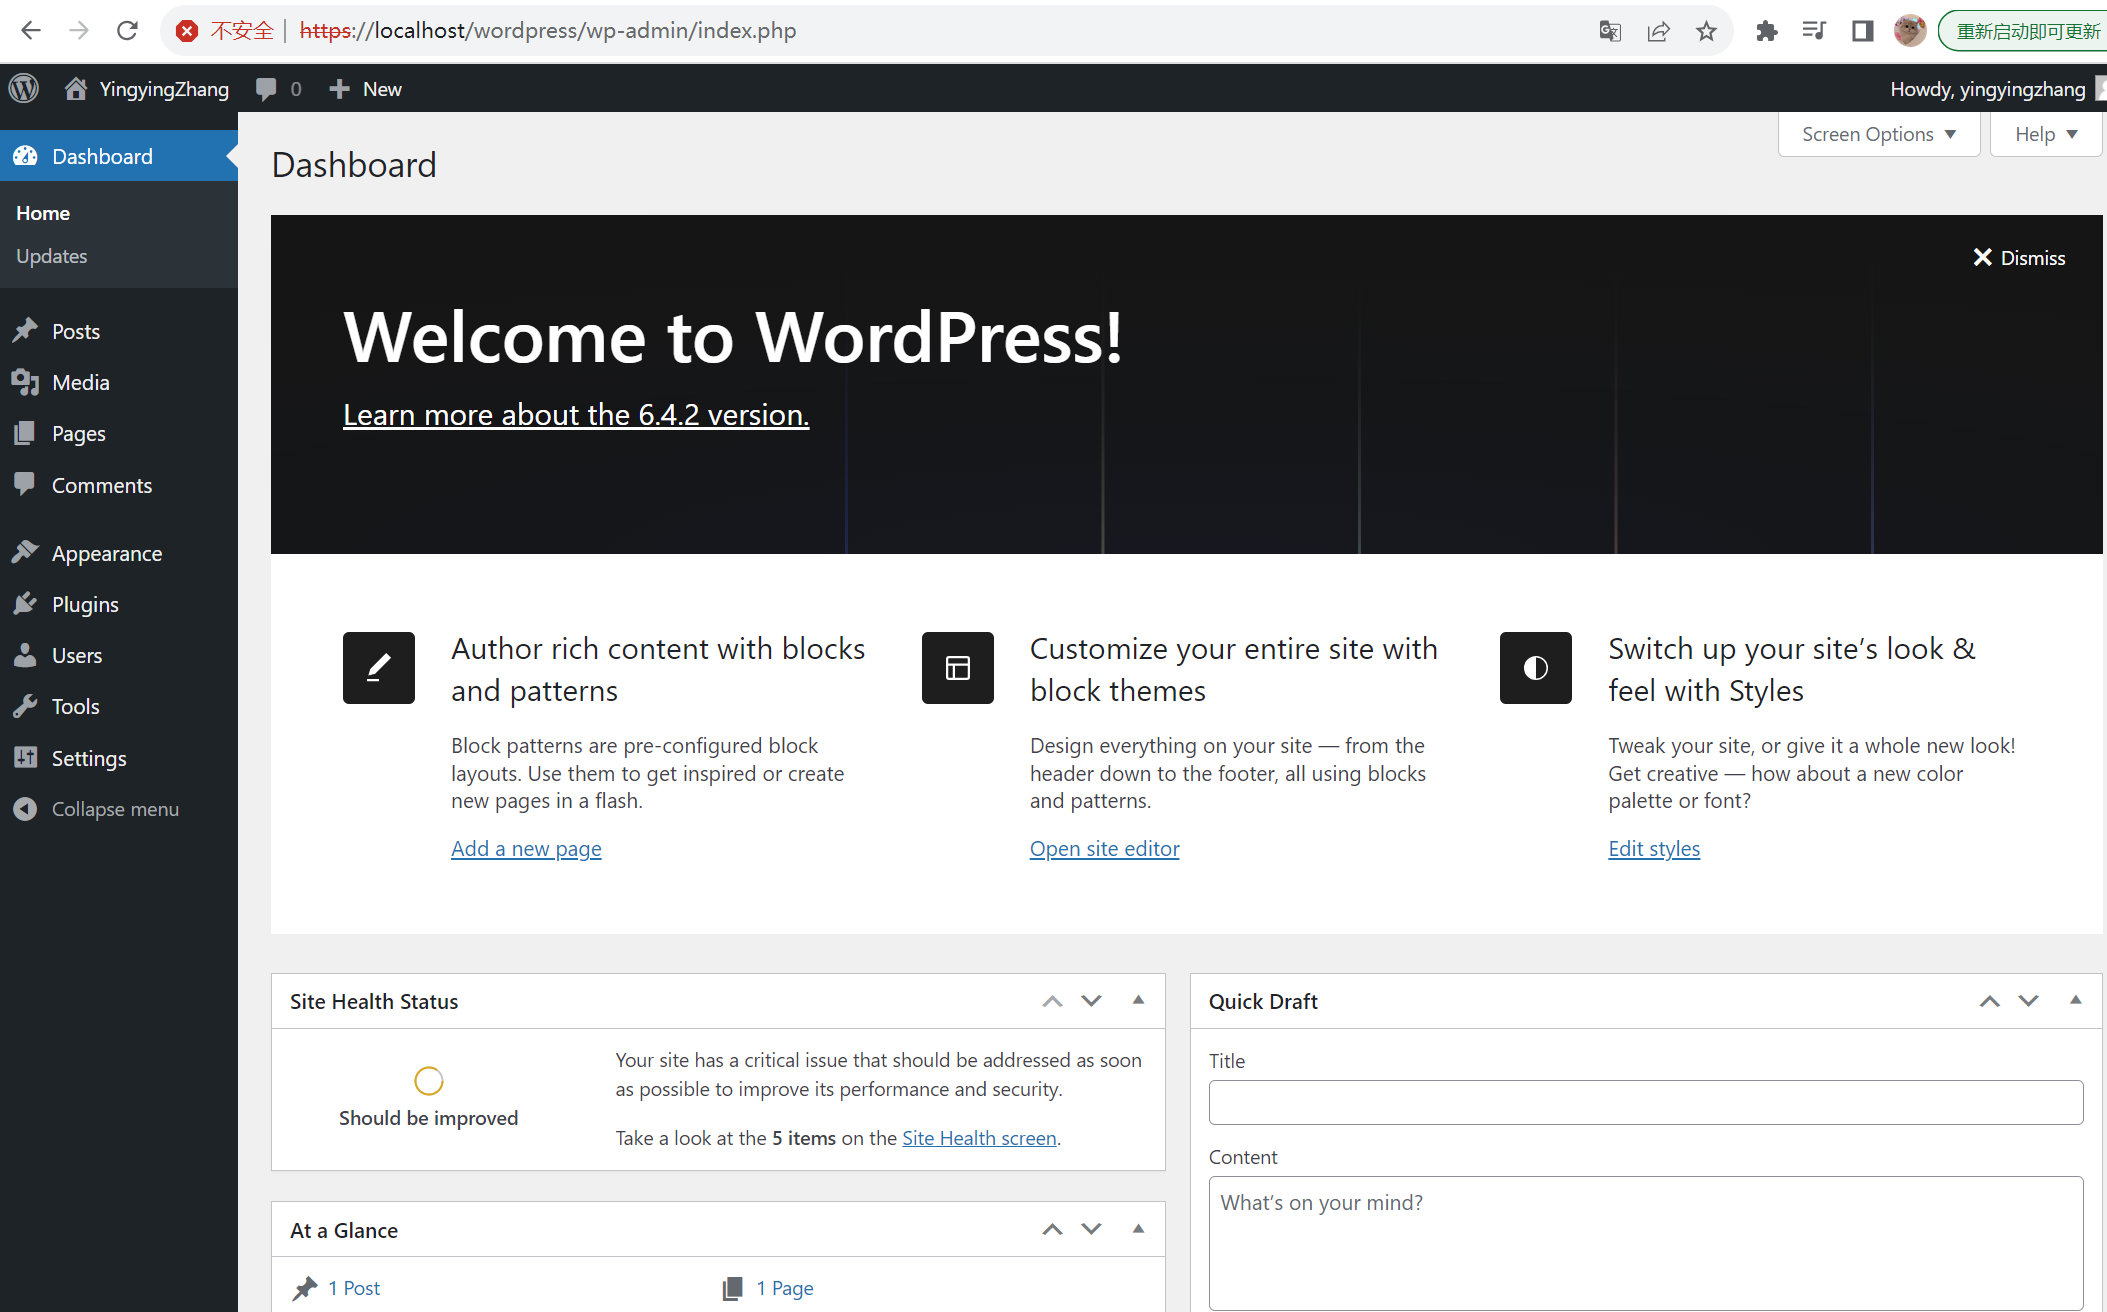 不安全 https://localhost/wordpress/wp-admin/index.php 重新启动即可更新
YingyingZhang 0 New Howdy, yingyingzhang
Screen Options Help
Dashboard
Home
Updates
Posts
Media
Pages
Comments
Appearance
Plugins
Users
Tools
Settings
Collapse menu
Dashboard
Dismiss
Welcome to WordPress!
Learn more about the 6.4.2 version.
Author rich content with blocks
and patterns
Block patterns are pre-configured block
layouts. Use them to get inspired or create
new pages in a flash.
Add a new page
Customize your entire site with
block themes
Design everything on your site — from the
header down to the footer, all using blocks
and patterns.
Open site editor
Switch up your site’s look &
feel with Styles
Tweak your site, or give it a whole new look!
Get creative — how about a new color
palette or font?
Edit styles
Site Health Status
Should be improved
Your site has a critical issue that should be addressed as soon
as possible to improve its performance and security.
Take a look at the 5 items on the Site Health screen.
At a Glance
1 Post
1 Page
Quick Draft
Title
Content
What’s on your mind?